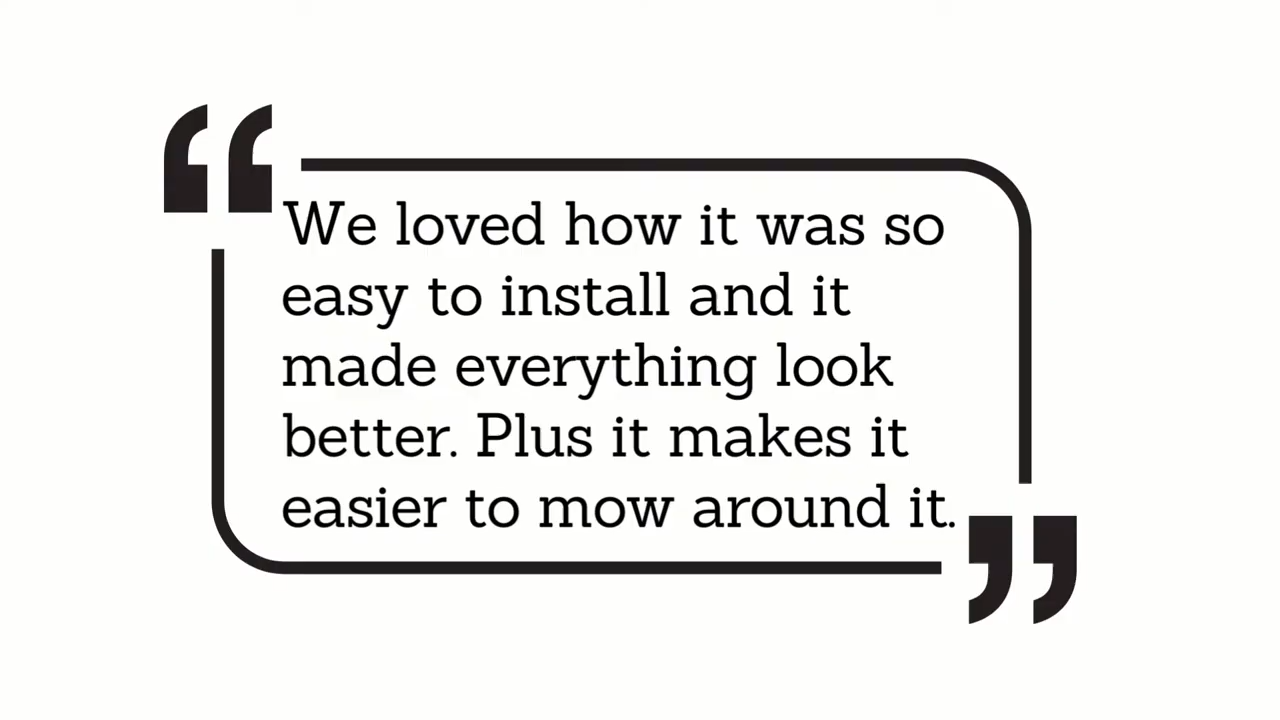 “We loved how it was so
easy to install and it
made everything look
better. Plus it makes it
easier to mow around it.”